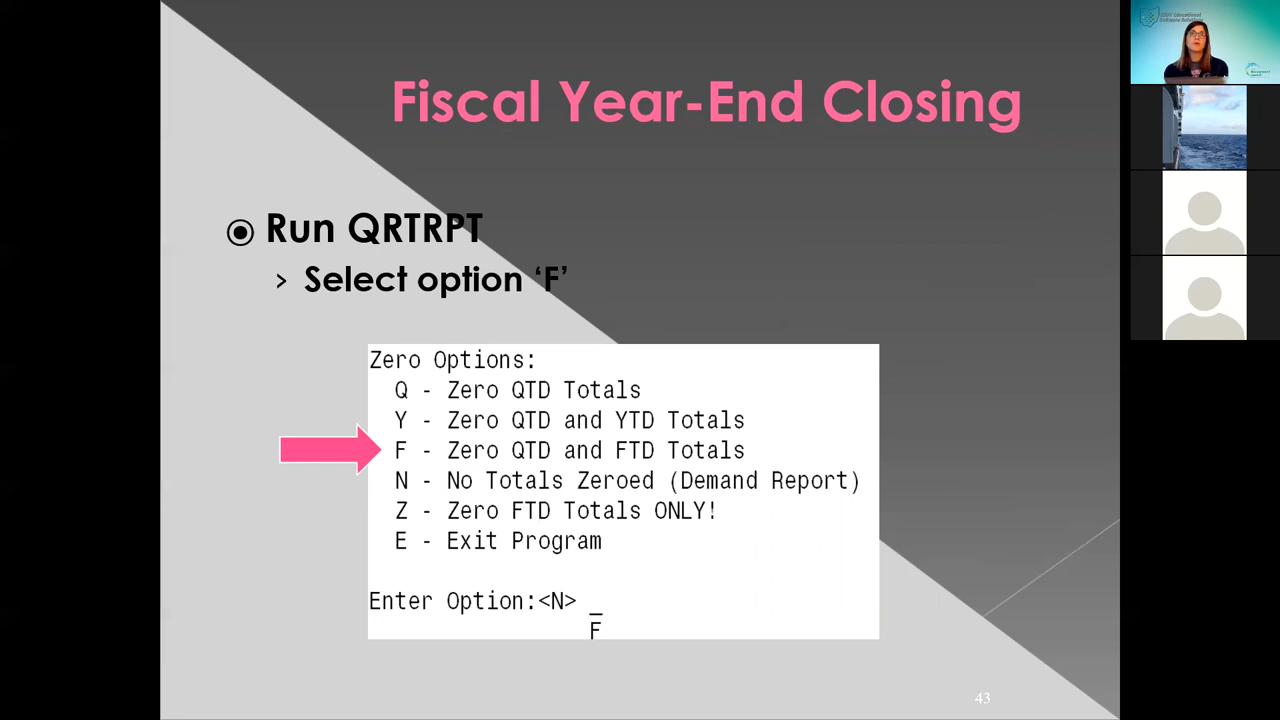 Fiscal Year-End Closing
Run QRTRPT
› Select option ‘F’
Zero Options:
Q - Zero QTD Totals
Y - Zero QTD and YTD Totals
F - Zero QTD and FTD Totals
N - No Totals Zeroed (Demand Report)
Z - Zero FTD Totals ONLY!
E - Exit Program
Enter Option:<N> _
F
43